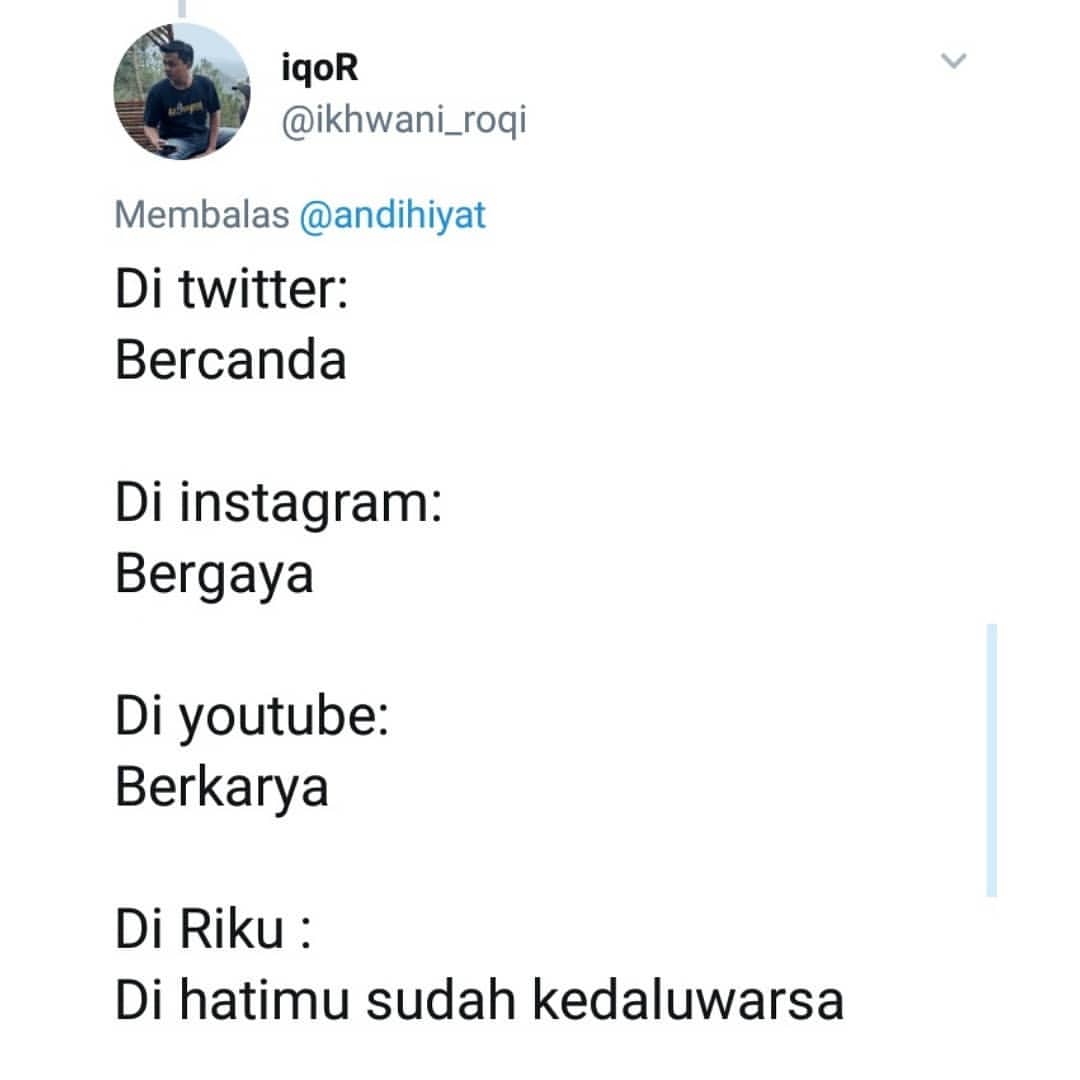 iqoR
@ikhwani_roqi
Membalas @andihiyat
Di twitter:
Bercanda
Di instagram:
Bergaya
Di youtube:
Berkarya
Di Riku :
Di hatimu sudah kedaluwarsa